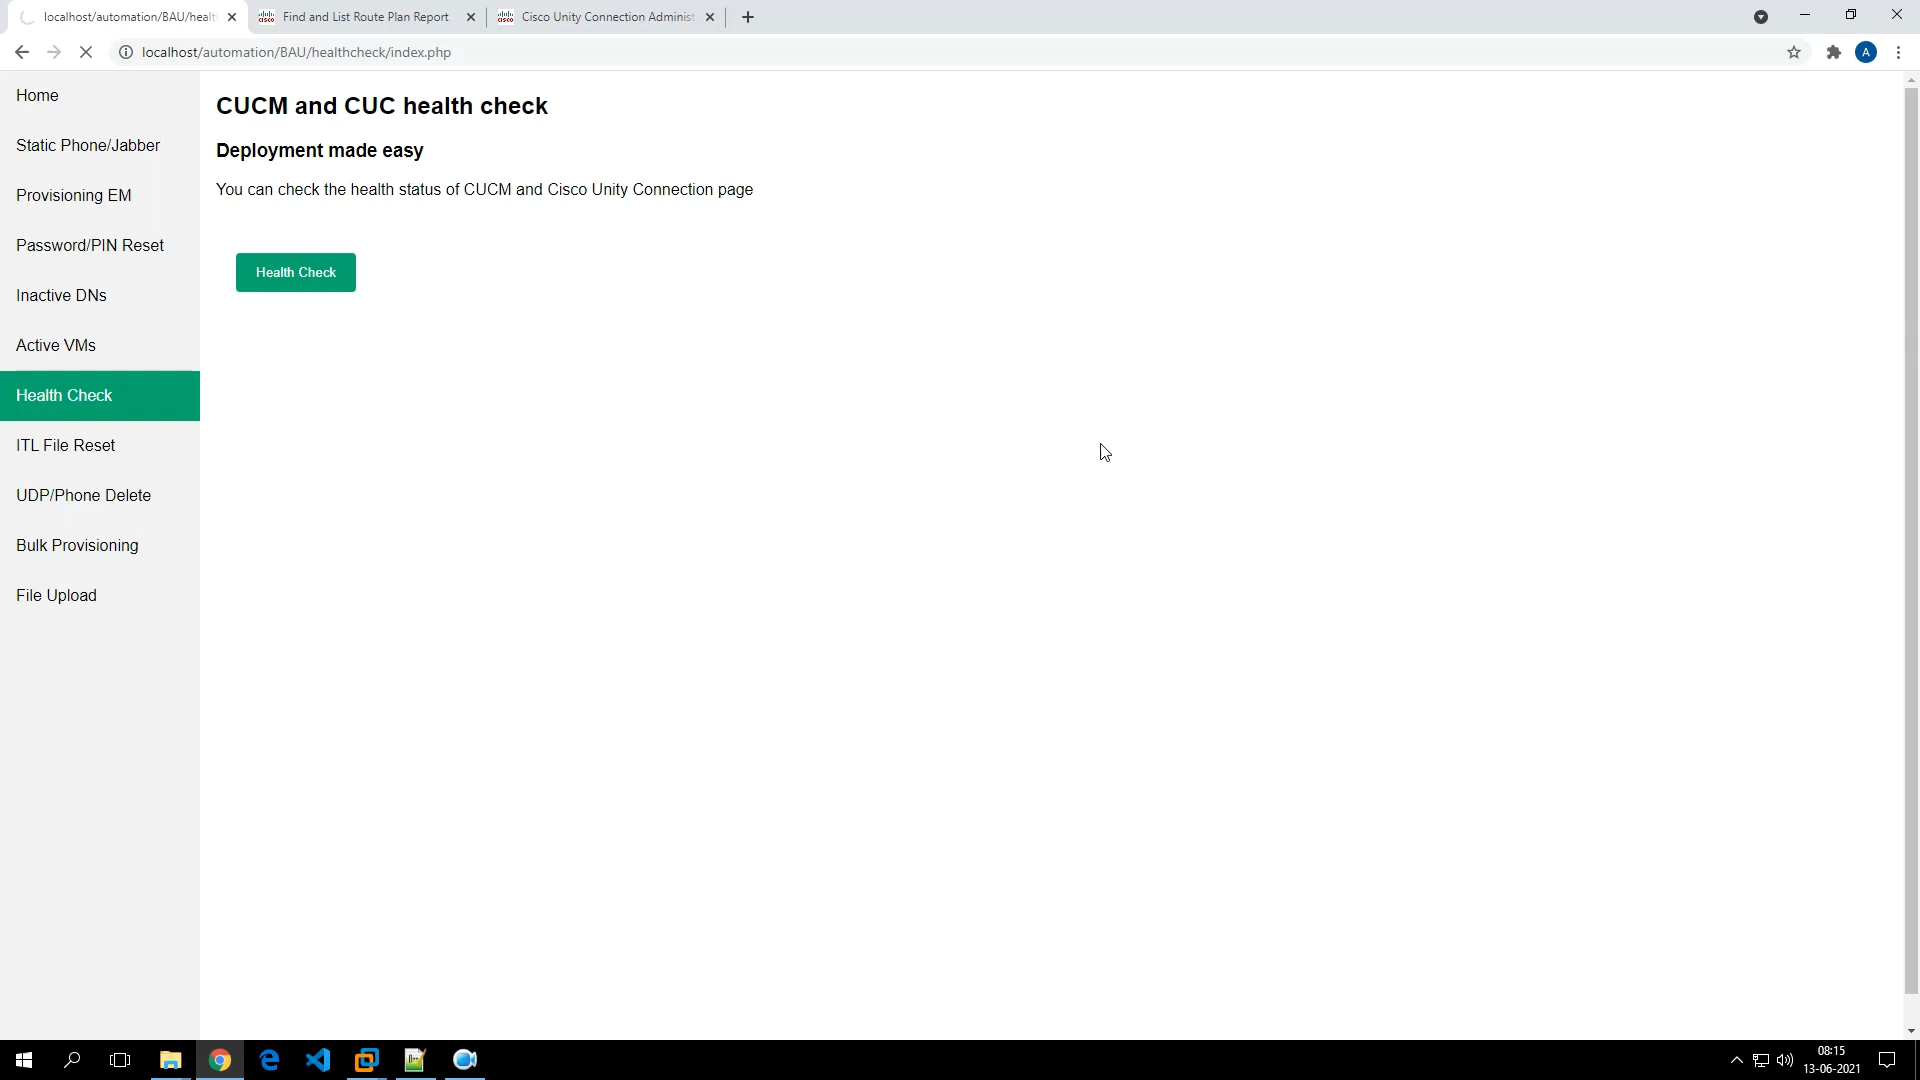 localhost/automation/BAU/healt
Find and List Route Plan Report
Cisco Unity Connection Administ
localhost/automation/BAU/healthcheck/index.php
A
Home
Static Phone/Jabber
Provisioning EM
Password/PIN Reset
Inactive DNs
Active VMs
Health Check
ITL File Reset
UDP/Phone Delete
Bulk Provisioning
File Upload
CUCM and CUC health check
Deployment made easy
You can check the health status of CUCM and Cisco Unity Connection page
Health Check
08:15
13-06-2021